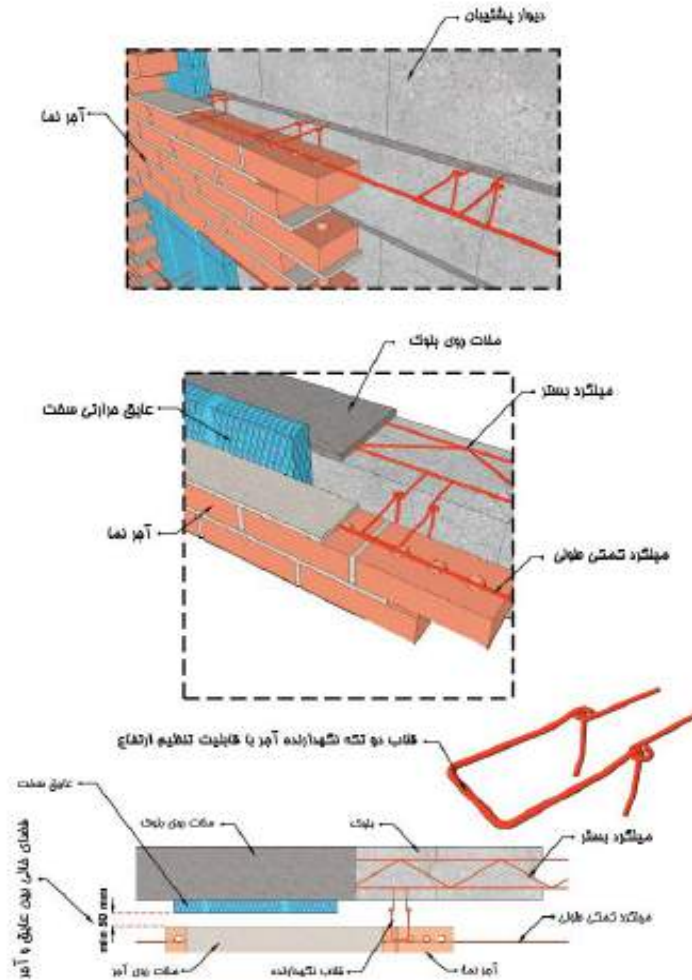 دیوار پشتیبان
آجر نما
ملات روی بلوک
میلگرد بستر
عایق حرارتی سخت
آجر نما
میلگرد کمکی طولی
قلاب دو تکه نگهدارنده آجر با قابلیت تنظیم ارتفاع
عایق سخت
ملات روی بلوک
بلوک
میلگرد بستر
فضای خالی بین عایق و آجر
min 50 mm
میلگرد کمکی طولی
ملات روی آجر
قلاب نگهدارنده
آجر نما